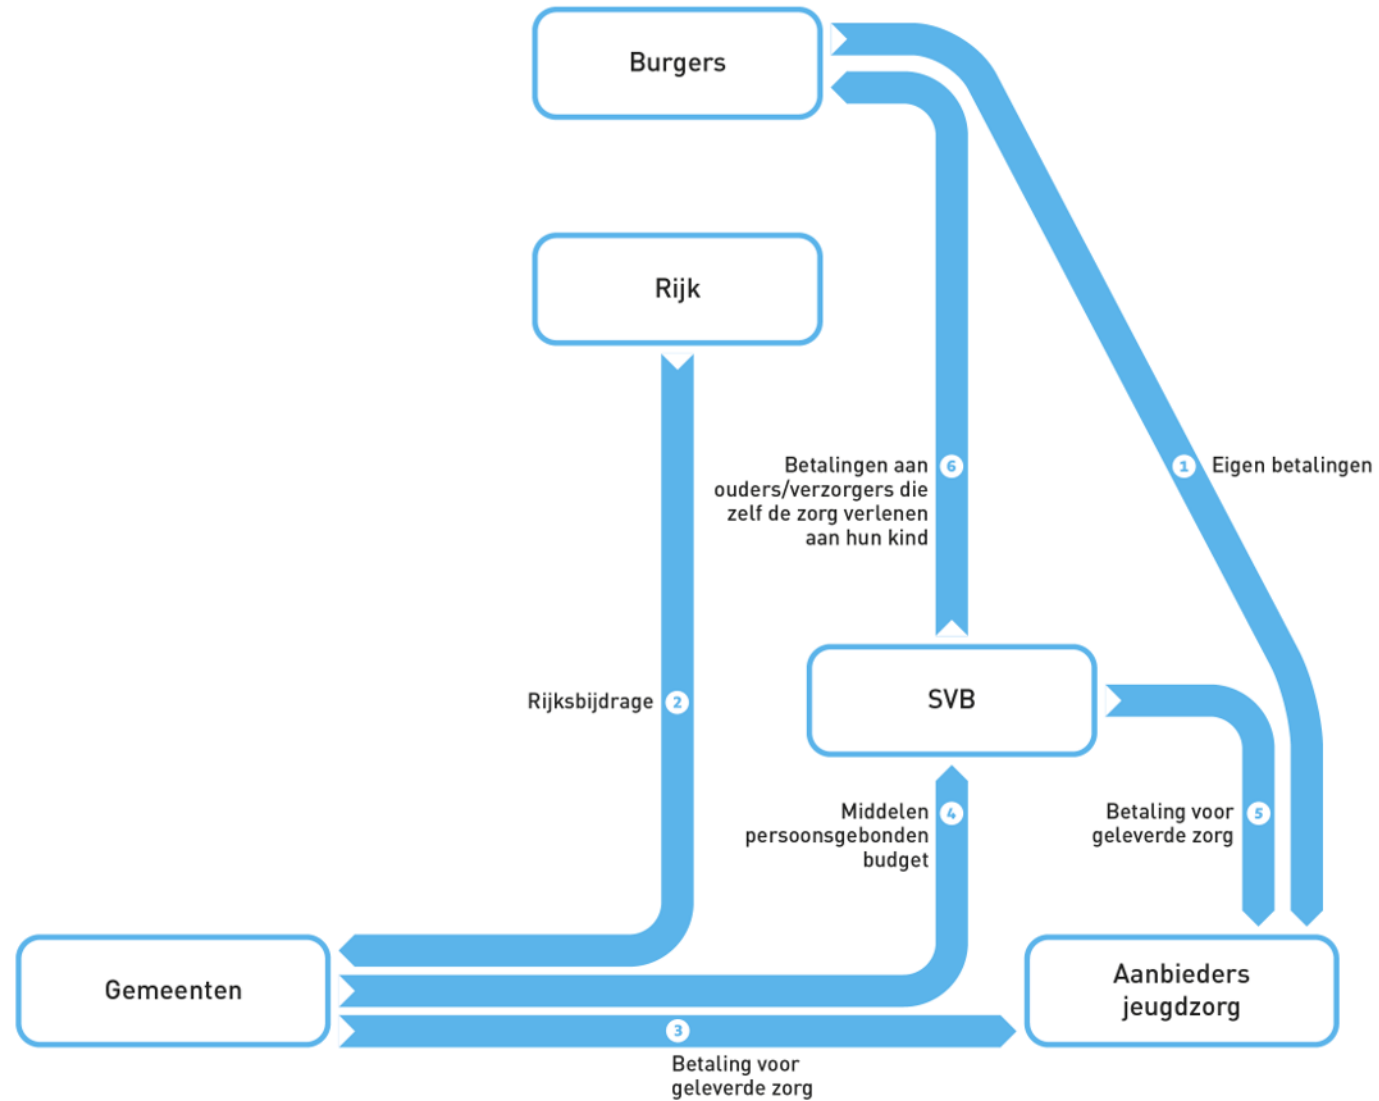 Burgers
Rijk
Betalingen aan
ouders/verzorgers die
zelf de zorg verlenen
aan hun kind
6
1
Eigen betalingen
Rijksbijdrage
2
SVB
Middelen
persoonsgebonden
budget
4
Betaling voor
geleverde zorg
5
Gemeenten
Aanbieders
jeugdzorg
3
Betaling voor
geleverde zorg